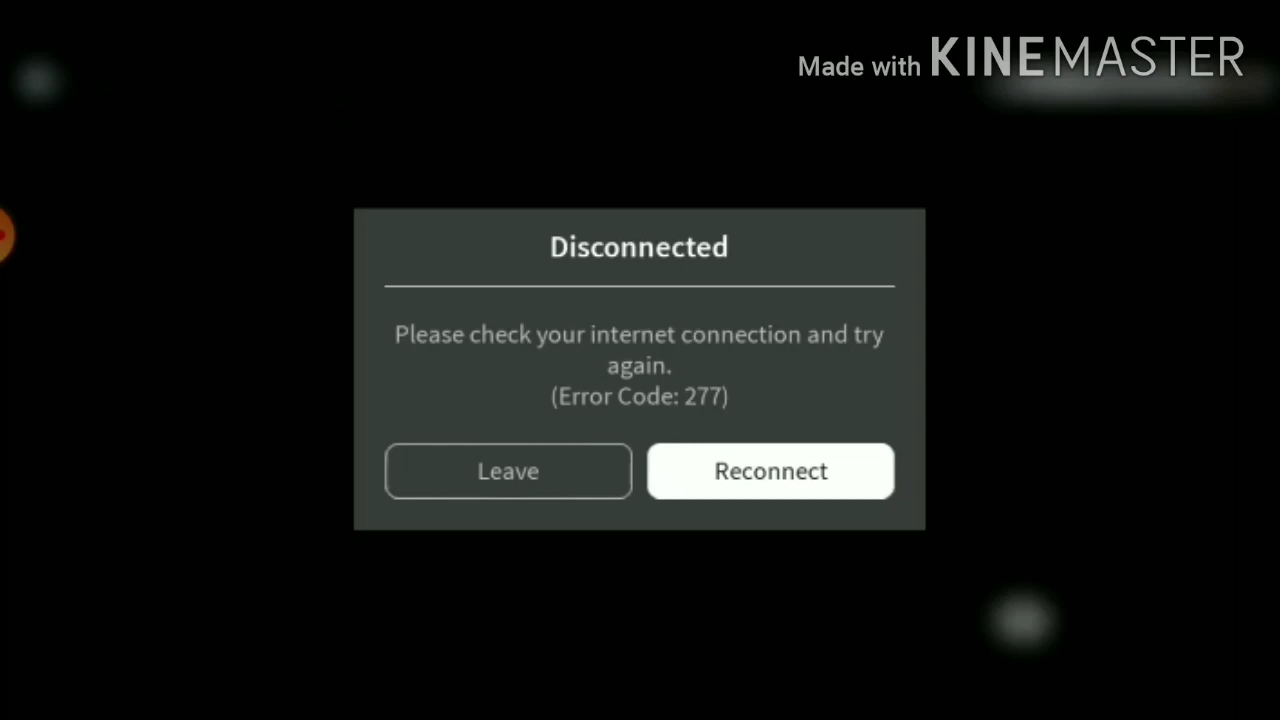 Made with KINEMASTER
Disconnected
Please check your internet connection and try
again.
(Error Code: 277)
Leave
Reconnect